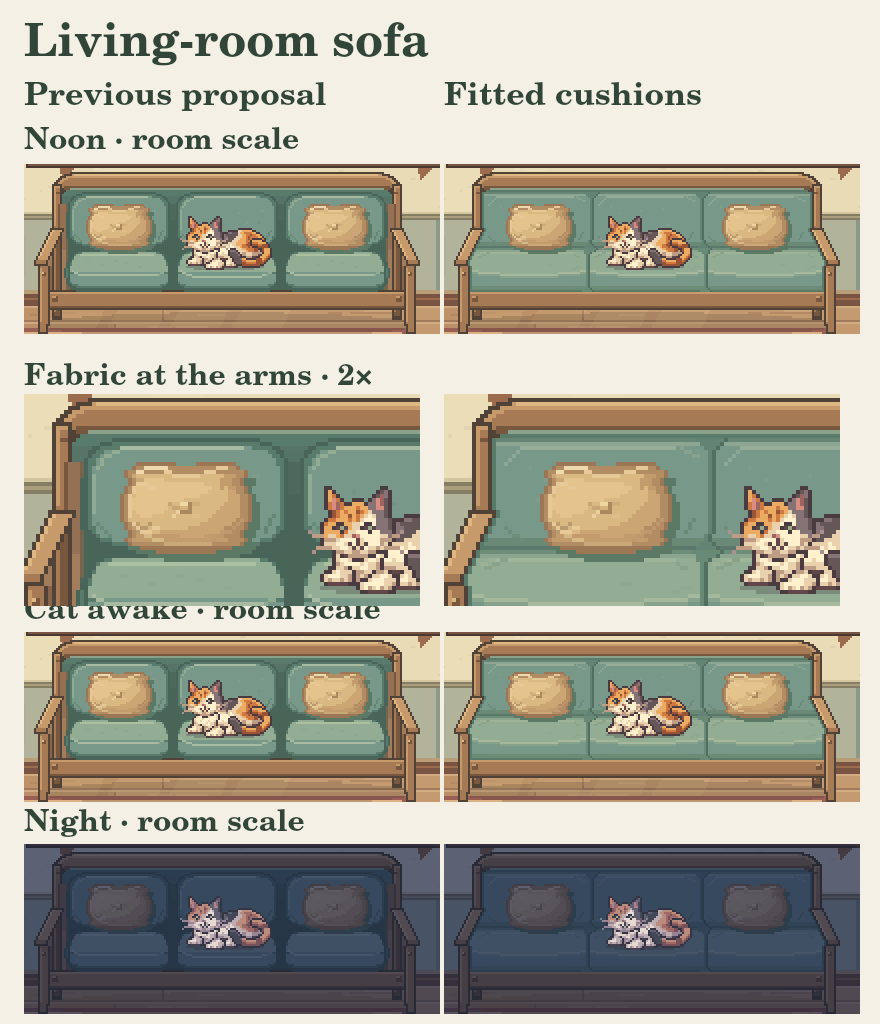 Living-room sofa
Previous proposal
Fitted cushions
Noon · room scale
Fabric at the arms · 2×
Cat awake · room scale
Night · room scale